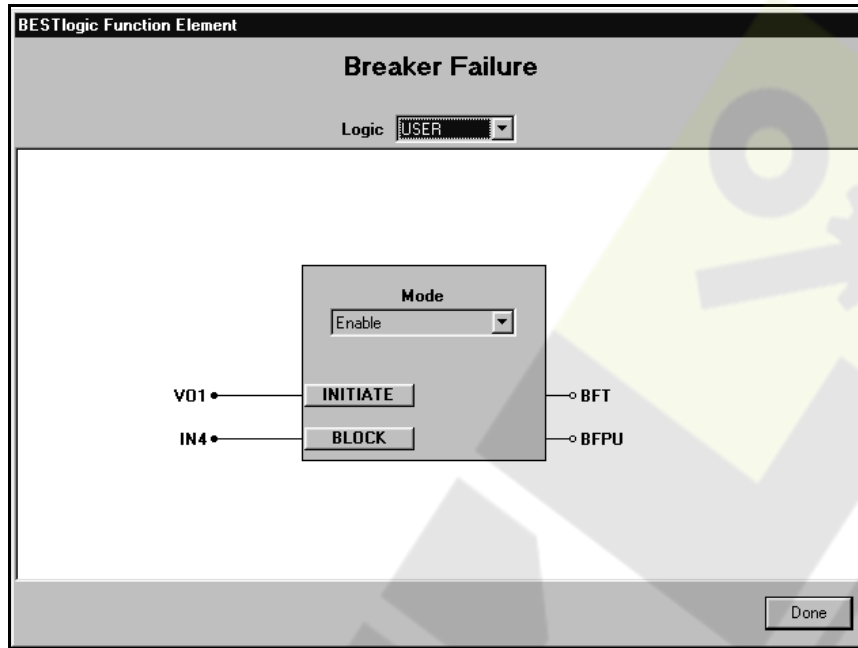 BESTlogic Function Element
Breaker Failure
Logic USER
Mode
Enable
VO1 INITIATE BFT
IN4 BLOCK BFPU
Done